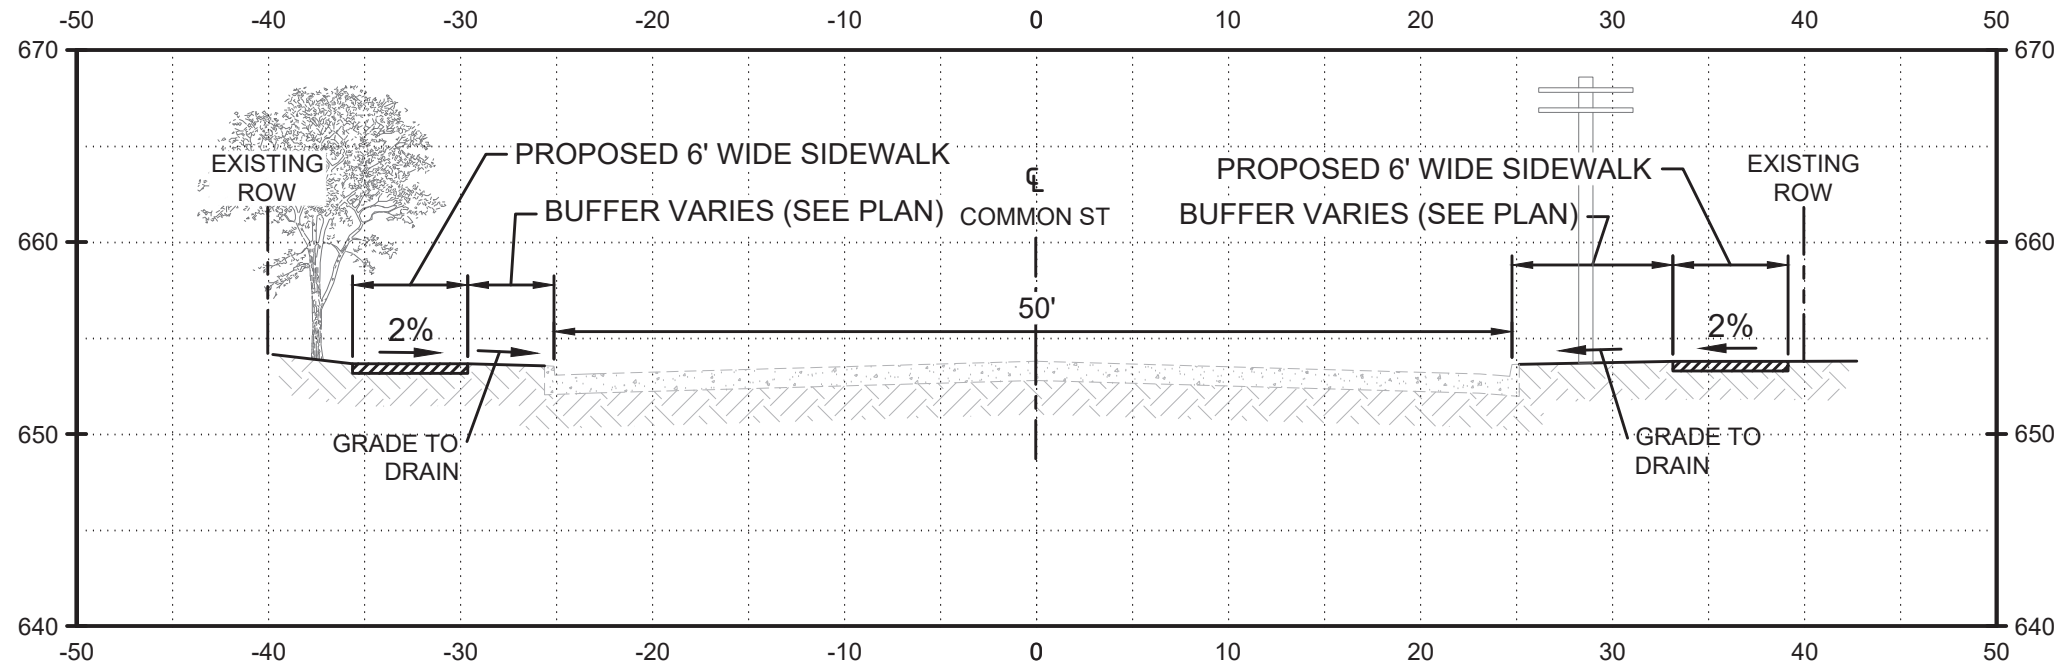 -50 -40 -30 -20 -10 0 10 20 30 40 50
670 670
PROPOSED 6' WIDE SIDEWALK
PROPOSED 6' WIDE SIDEWALK
EXISTING
ROW
EXISTING
ROW
℄
BUFFER VARIES (SEE PLAN)
COMMON ST
BUFFER VARIES (SEE PLAN)
660 660
50'
2%
2%
650 650
GRADE TO
DRAIN
GRADE TO
DRAIN
640 640
-50 -40 -30 -20 -10 0 10 20 30 40 50